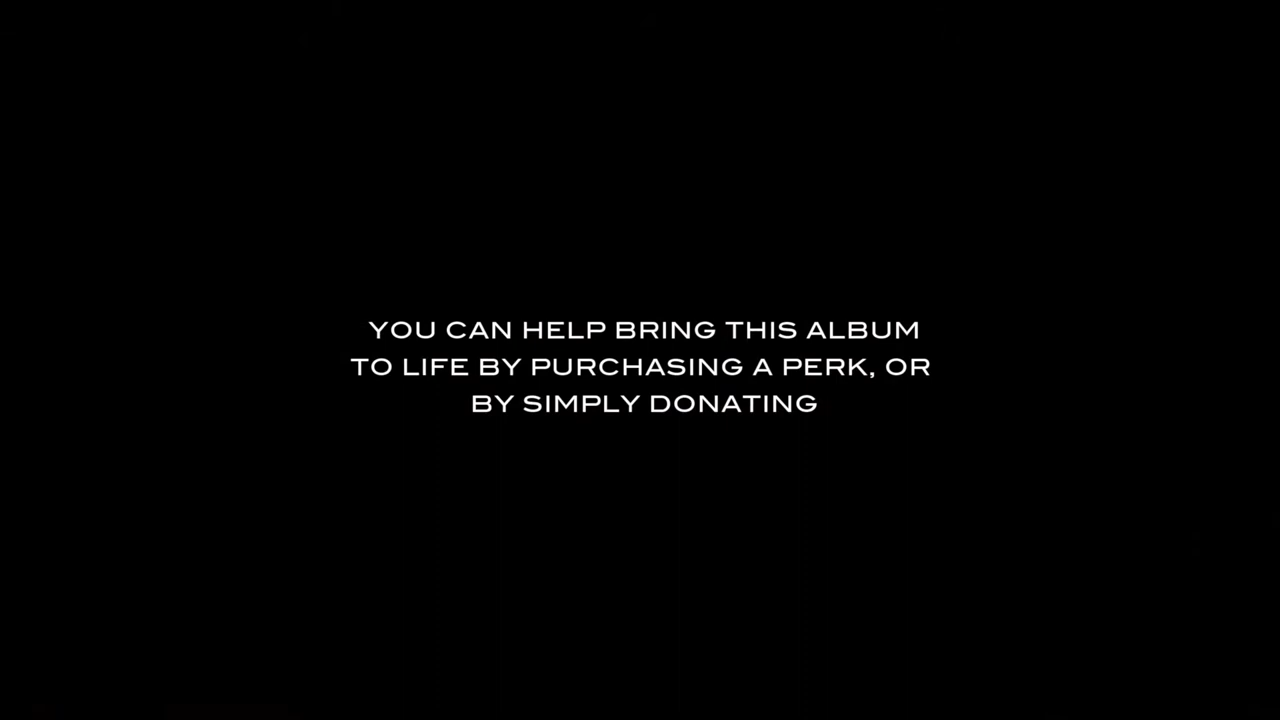 YOU CAN HELP BRING THIS ALBUM
TO LIFE BY PURCHASING A PERK, OR
BY SIMPLY DONATING